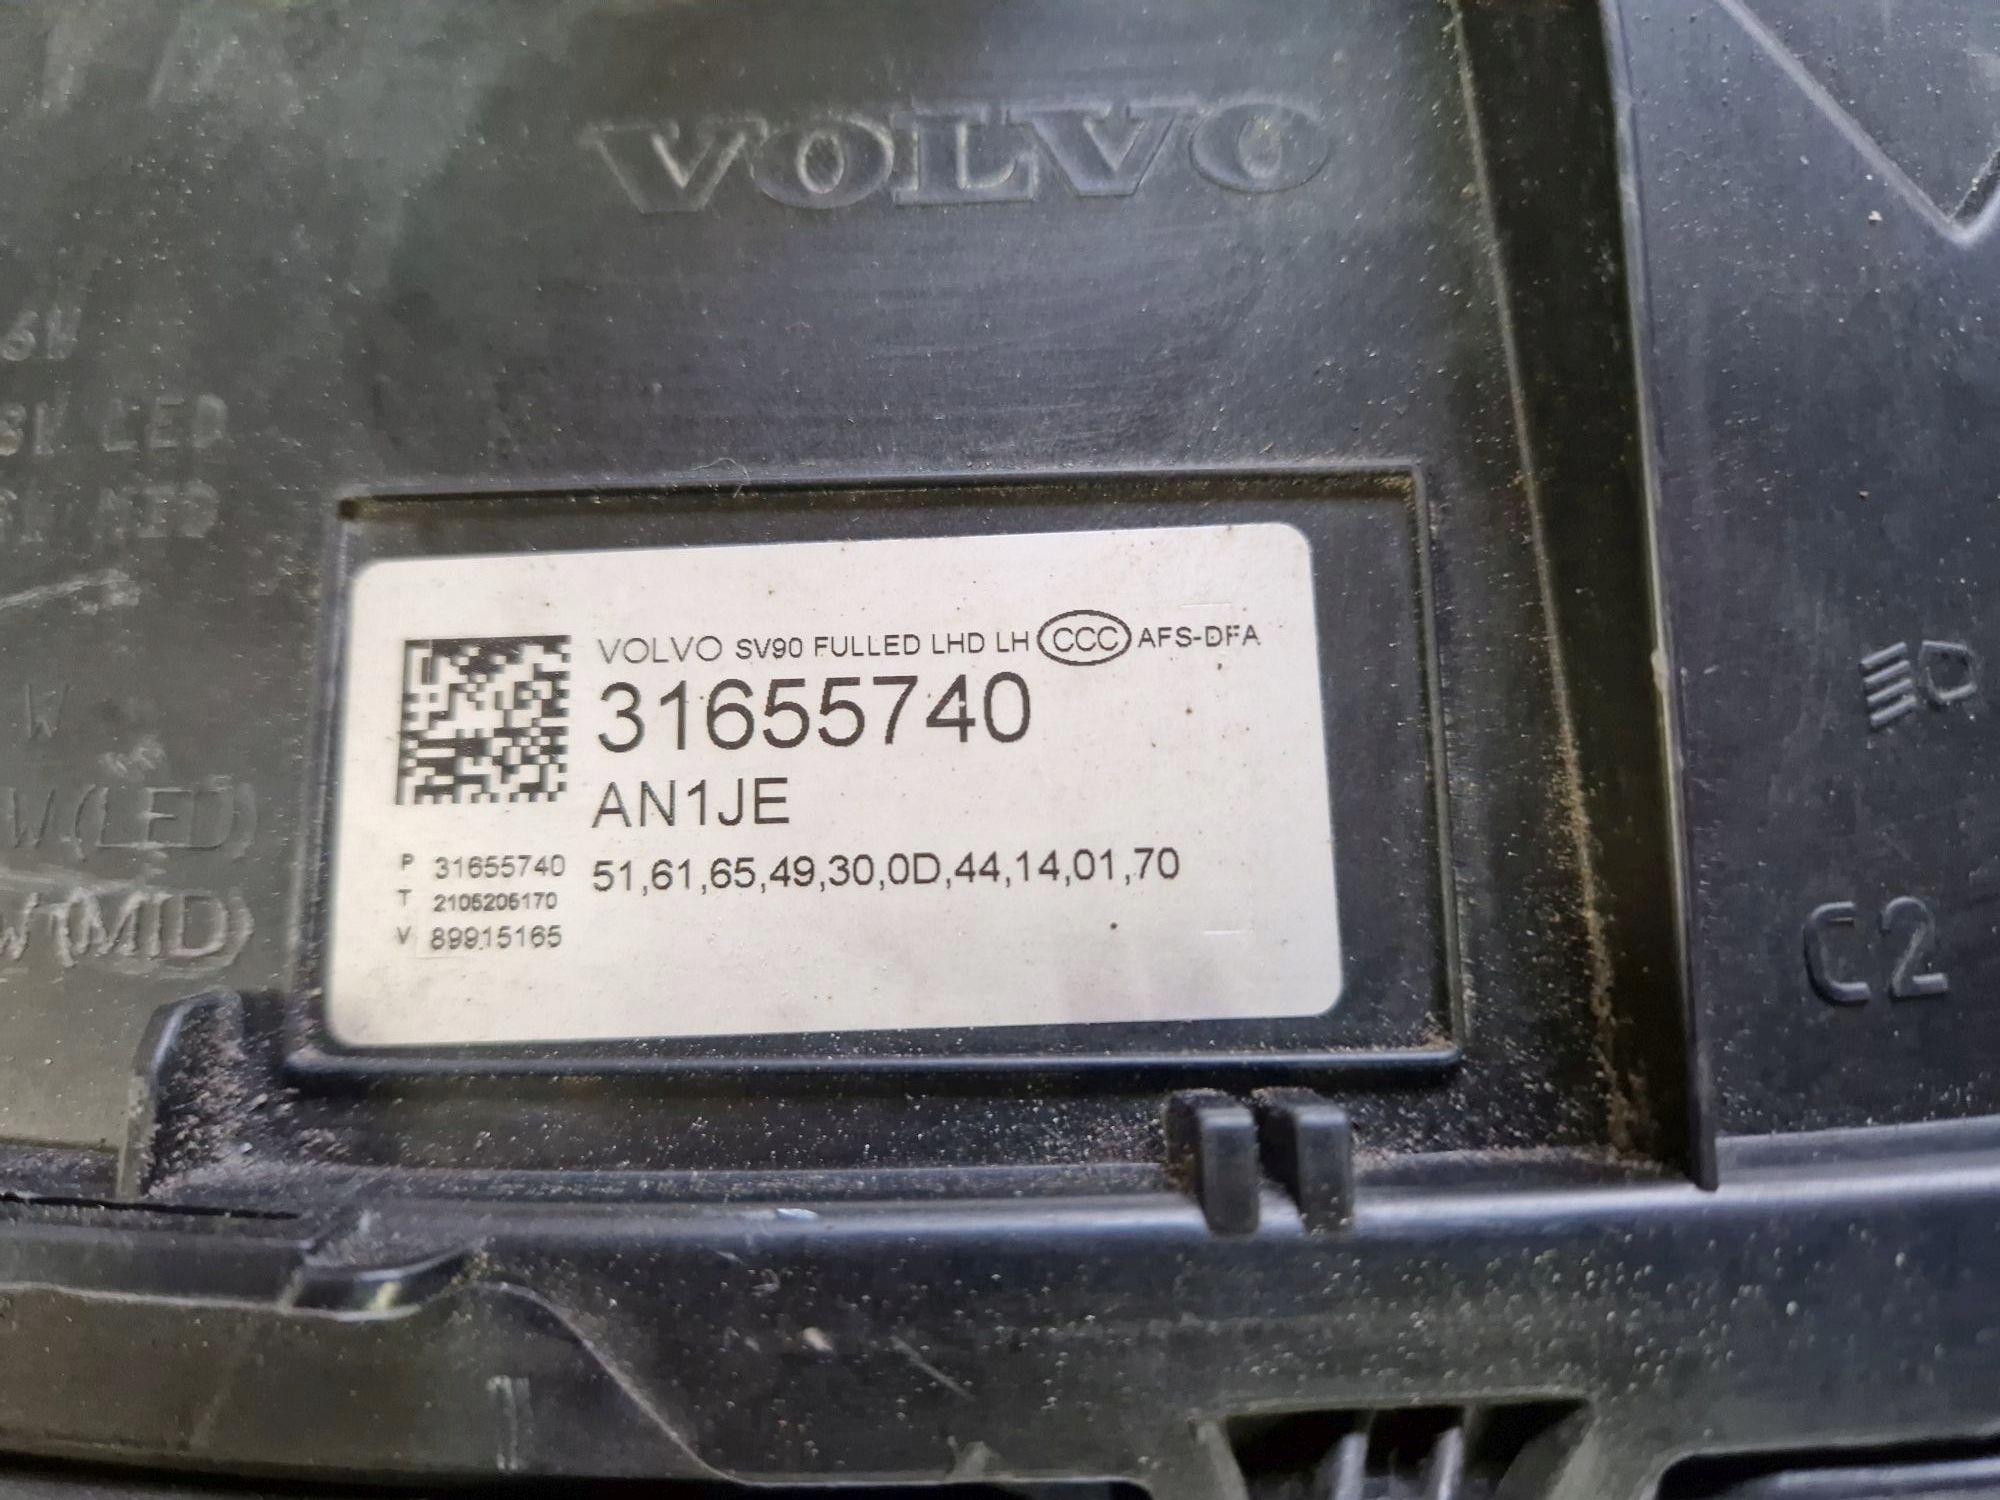 VOLVO
LED
W
W(LED)
W(MID)
VOLVO SV90 FULLED LHD LH CCC AFS-DFA
31655740
AN1JE
51,61,65,49,30,0D,44,14,01,70
P 31655740
T 2105205170
V 89915165
C2